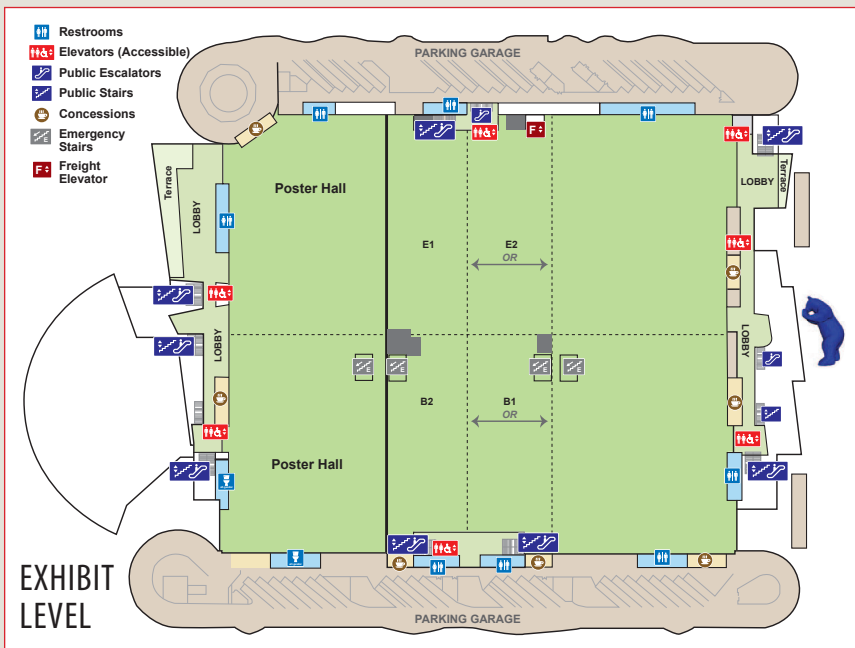 Restrooms
Elevators (Accessible)
Public Escalators
Public Stairs
Concessions
Emergency
Stairs
F
Freight
Elevator
PARKING GARAGE
F
Terrace
LOBBY
Poster Hall
LOBBY
Terrace
E1
E2
OR
LOBBY
LOBBY
E
E
E
E
E
B2
B1
OR
Poster Hall
EXHIBIT
LEVEL
PARKING GARAGE